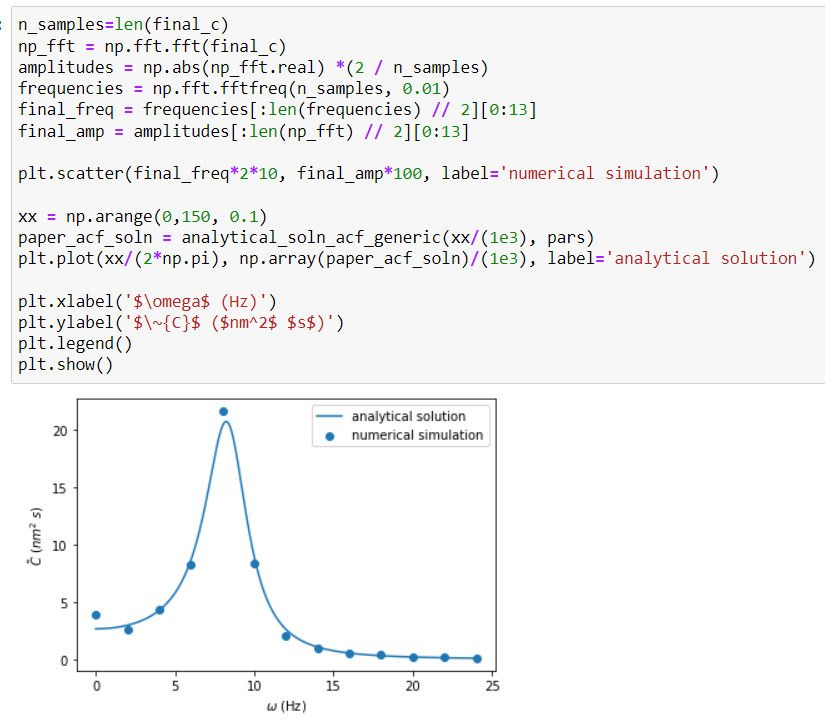 n_samples=len(final_c)
np_fft = np.fft.fft(final_c)
amplitudes = np.abs(np_fft.real) *(2 / n_samples)
frequencies = np.fft.fftfreq(n_samples, 0.01)
final_freq = frequencies[:len(frequencies) // 2][0:13]
final_amp = amplitudes[:len(np_fft) // 2][0:13]
plt.scatter(final_freq*2*10, final_amp*100, label='numerical simulation')
xx = np.arange(0,150, 0.1)
paper_acf_soln = analytical_soln_acf_generic(xx/(1e3), pars)
plt.plot(xx/(2*np.pi), np.array(paper_acf_soln)/(1e3), label='analytical solution')
plt.xlabel('$\omega$ (Hz)')
plt.ylabel('$\~{C}$ ($nm^2$ $s$)')
plt.legend()
plt.show()
analytical solution
numerical simulation
20
15
10
5
0
C̃ (nm² s)
0 5 10 15 20 25
ω (Hz)